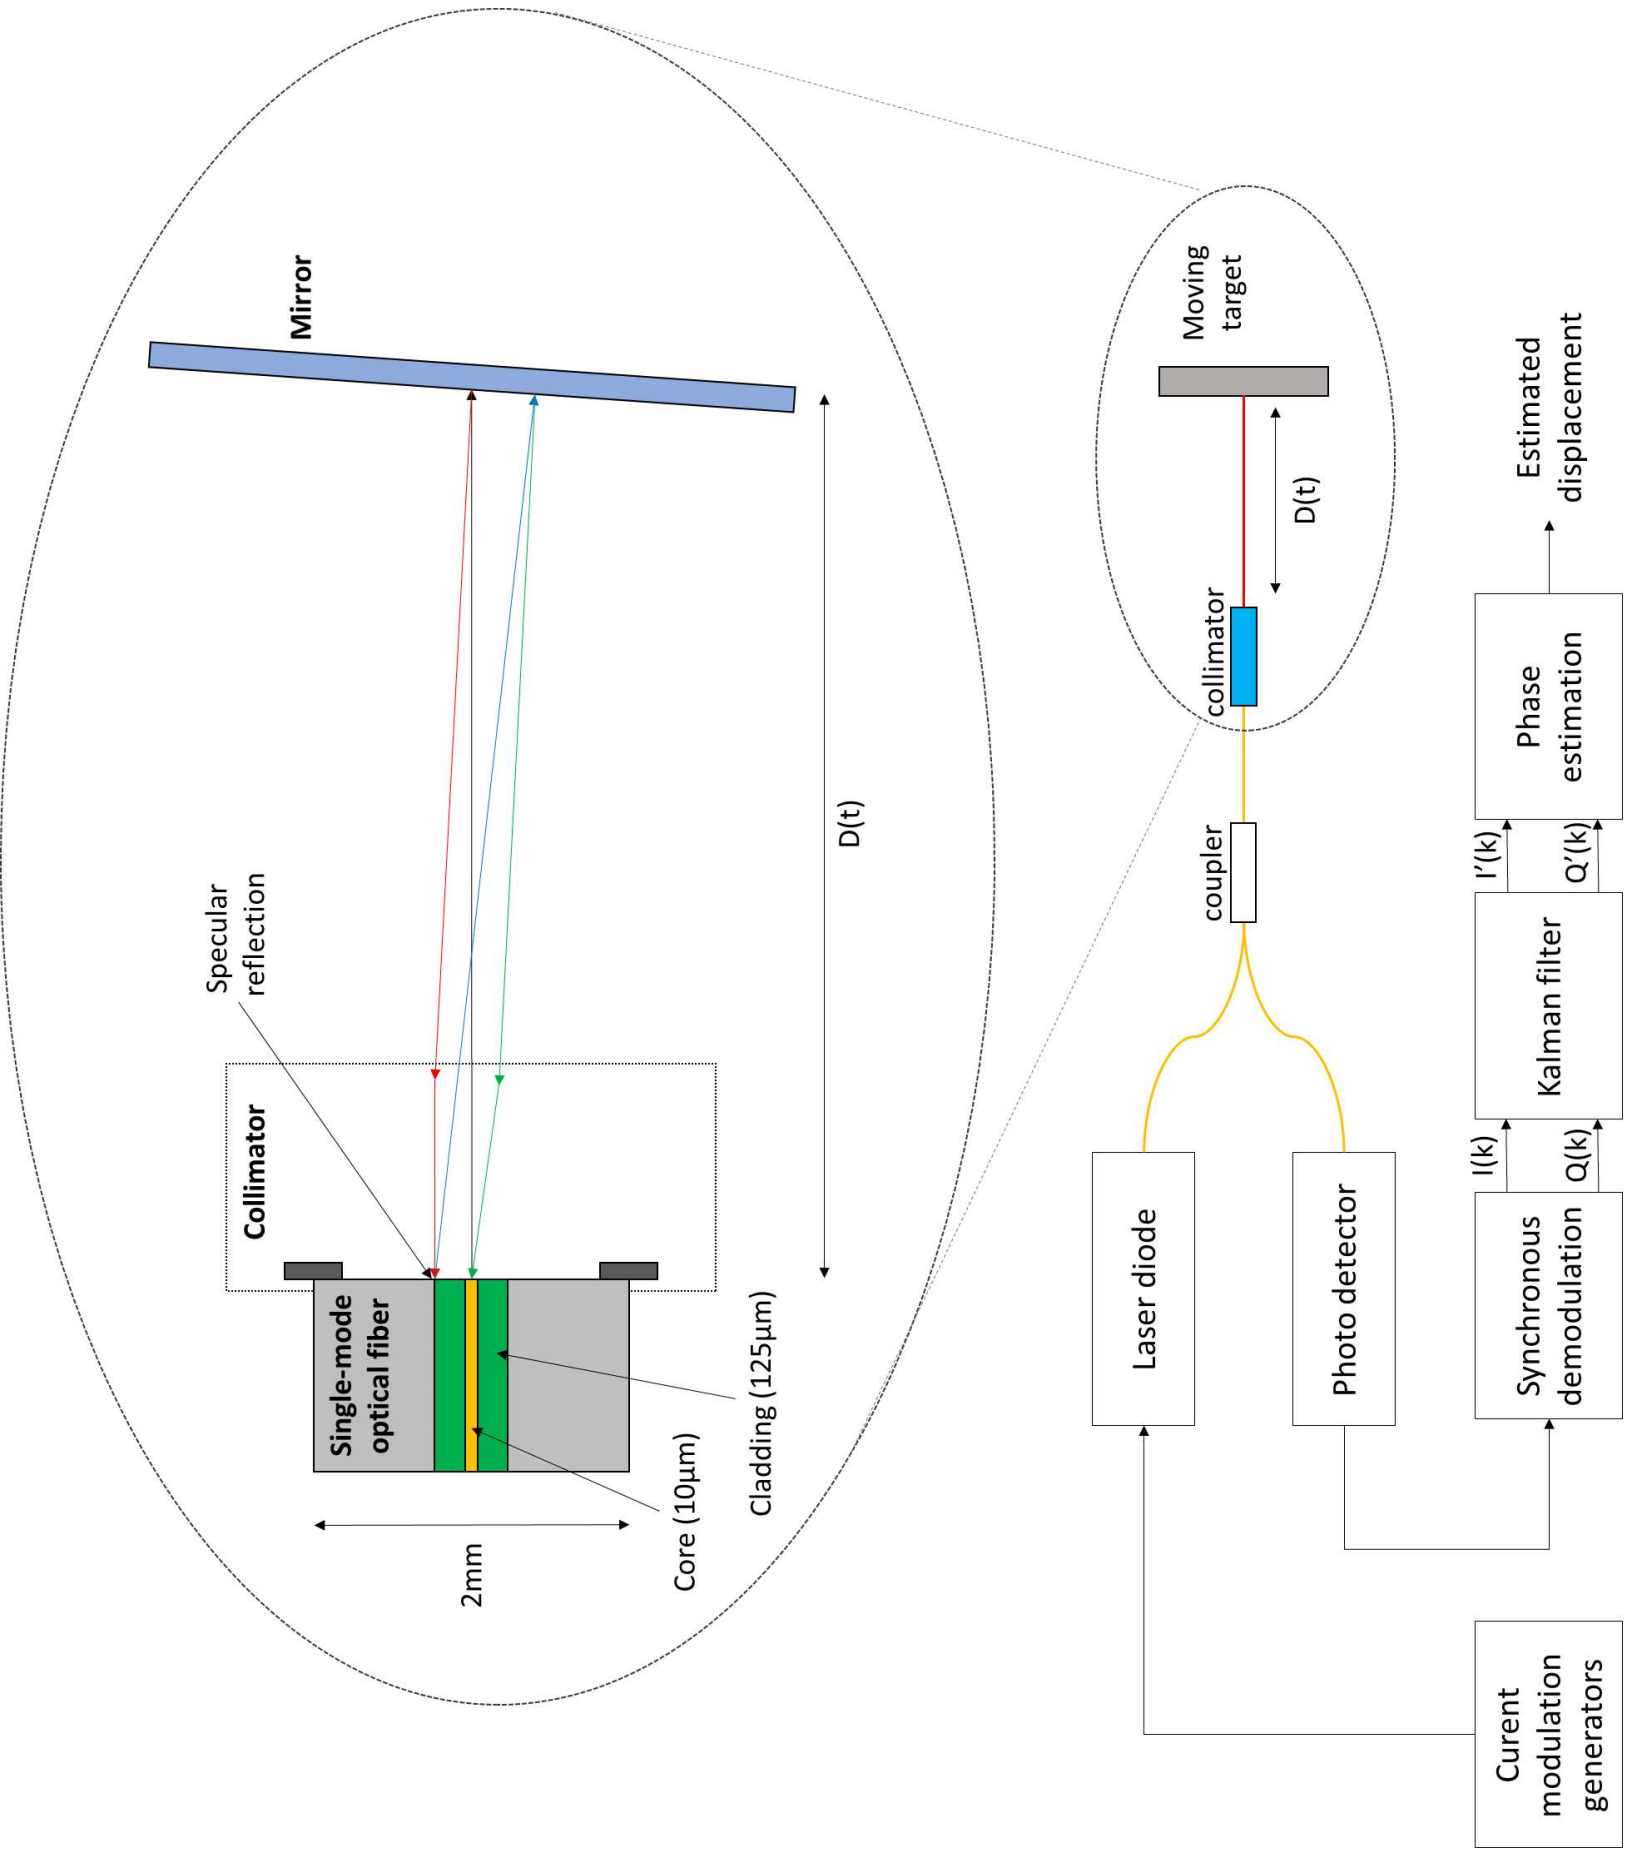 Mirror
Specular
reflection
Collimator
Single-mode
optical fiber
2mm
Core (10µm)
Cladding (125µm)
D(t)
Moving
target
D(t)
collimator
coupler
Laser diode
Photo detector
Curent
modulation
generators
Synchronous
demodulation
I(k)
Q(k)
Kalman filter
I'(k)
Q'(k)
Phase
estimation
Estimated
displacement